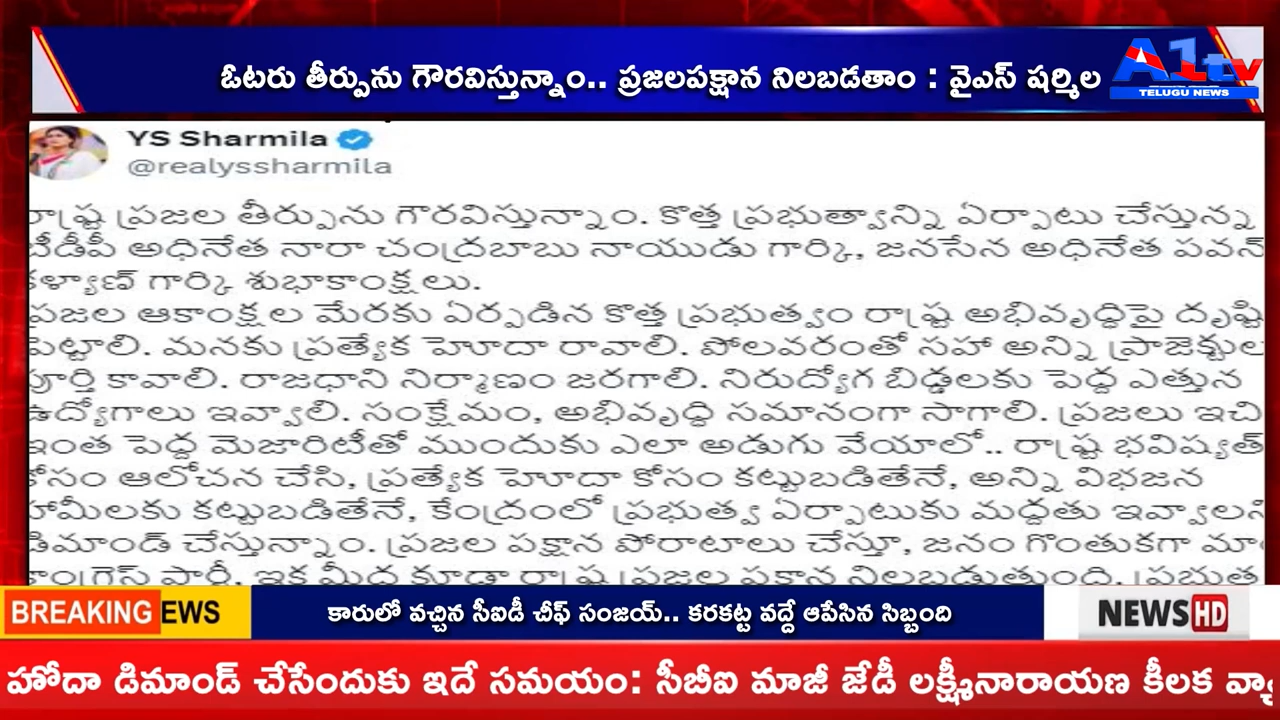 ఓటరు తీర్పును గౌరవిస్తున్నాం.. ప్రజలపక్షాన నిలబడతాం : వైఎస్ షర్మిల
A1tv
TELUGU NEWS
YS Sharmila
@realyssharmila
రాష్ట్ర ప్రజల తీర్పును గౌరవిస్తున్నాం. కొత్త ప్రభుత్వాన్ని ఏర్పాటు చేస్తున్న
టీడీపీ అధినేత నారా చంద్రబాబు నాయుడు గార్కి, జనసేన అధినేత పవన్
కళ్యాణ్ గార్కి శుభాకాంక్షలు.
ప్రజల ఆకాంక్షల మేరకు ఏర్పడిన కొత్త ప్రభుత్వం రాష్ట్ర అభివృద్ధిపై దృష్టి
పెట్టాలి. మనకు ప్రత్యేక హెూదా రావాలి. పోలవరంతో సహా అన్ని ప్రాజెక్టుల
పూర్తి కావాలి. రాజధాని నిర్మాణం జరగాలి. నిరుద్యోగ బిడ్డలకు పెద్ద ఎత్తున
ఉద్యోగాలు ఇవ్వాలి. సంక్షేమం, అభివృద్ధి సమానంగా సాగాలి. ప్రజలు ఇచి
ఇంత పెద్ద మెజారిటీతో ముందుకు ఎలా అడుగు వేయాలో.. రాష్ట్ర భవిష్యత్
కోసం ఆలోచన చేసి, ప్రత్యేక హెూదా కోసం కట్టుబడితేనే, అన్ని విభజన
హామీలకు కట్టుబడితేనే, కేంద్రంలో ప్రభుత్వ ఏర్పాటుకు మద్దతు ఇవ్వాలని
డిమాండ్ చేస్తున్నాం. ప్రజల పక్షాన పోరాటాలు చేస్తూ, జనం గొంతుకగా
కాంగ్రెస్ పార్టీ, ఇక మీద కూడా రాష్ట్ర ప్రజల పక్షాన నిలబడుతుంది.
BREAKING EWS
కారులో వచ్చిన సీఐడీ చీఫ్ సంజయ్.. కరకట్ట వద్దే ఆపేసిన సిబ్బంది
NEWS HD
హోదా డిమాండ్ చేసేందుకు ఇదే సమయం: సీబీఐ మాజీ జేడీ లక్ష్మీనారాయణ కీలక